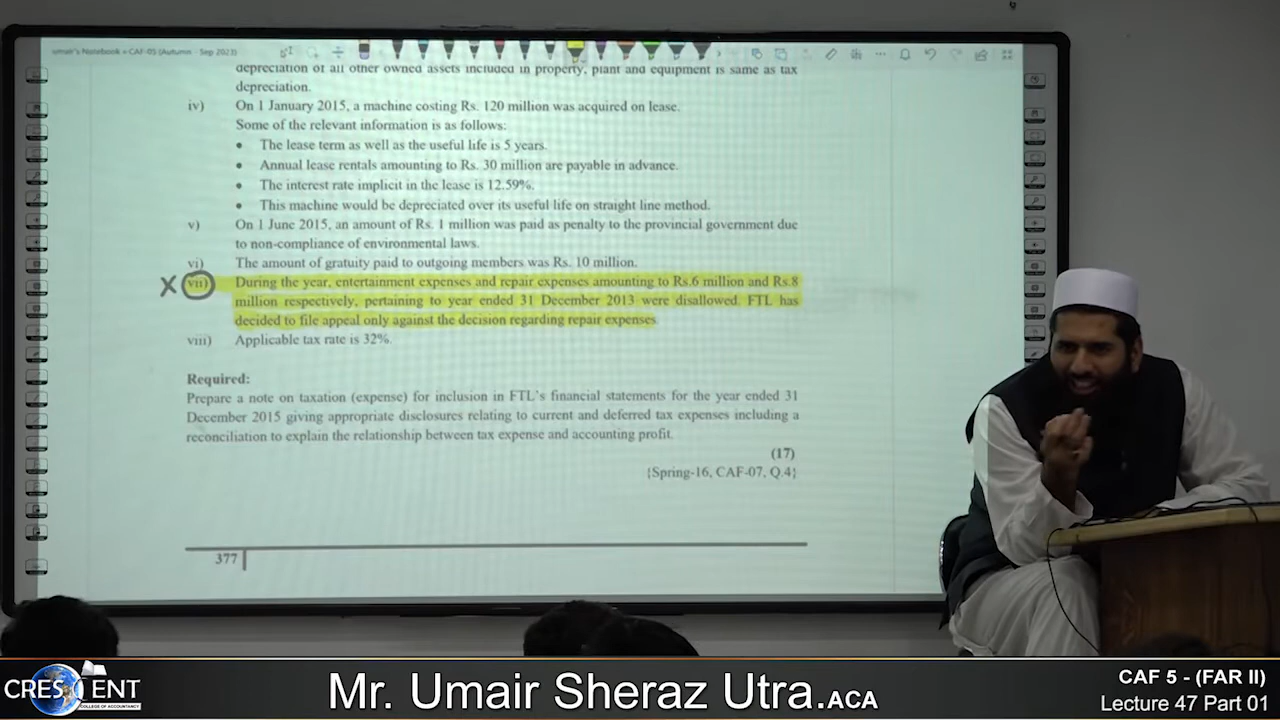 umair's Notebook » CAF-05 (Autumn - Sep 2023)
depreciation of all other owned assets included in property, plant and equipment is same as tax
depreciation.
iv) On 1 January 2015, a machine costing Rs. 120 million was acquired on lease.
Some of the relevant information is as follows:
• The lease term as well as the useful life is 5 years.
• Annual lease rentals amounting to Rs. 30 million are payable in advance.
• The interest rate implicit in the lease is 12.59%.
• This machine would be depreciated over its useful life on straight line method.
v) On 1 June 2015, an amount of Rs. 1 million was paid as penalty to the provincial government due
to non-compliance of environmental laws.
vi) The amount of gratuity paid to outgoing members was Rs. 10 million.
X vii) During the year, entertainment expenses and repair expenses amounting to Rs.6 million and Rs.8
million respectively, pertaining to year ended 31 December 2013 were disallowed. FTL has
decided to file appeal only against the decision regarding repair expenses
viii) Applicable tax rate is 32%.
Required:
Prepare a note on taxation (expense) for inclusion in FTL's financial statements for the year ended 31
December 2015 giving appropriate disclosures relating to current and deferred tax expenses including a
reconciliation to explain the relationship between tax expense and accounting profit.
(17)
{Spring-16, CAF-07, Q.4}
377
CRESCENT
COLLEGE OF ACCOUNTANCY
Mr. Umair Sheraz Utra.ACA
CAF 5 - (FAR II)
Lecture 47 Part 01